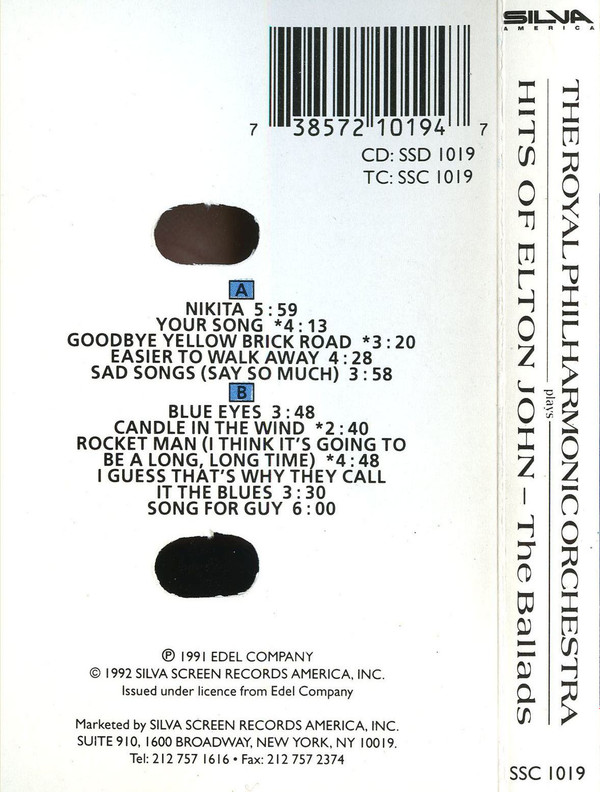 7 38572 10194 7
CD: SSD 1019
TC: SSC 1019
A
NIKITA 5:59
YOUR SONG *4:13
GOODBYE YELLOW BRICK ROAD *3:20
EASIER TO WALK AWAY 4:28
SAD SONGS (SAY SO MUCH) 3:58
B
BLUE EYES 3:48
CANDLE IN THE WIND *2:40
ROCKET MAN (I THINK IT'S GOING TO
BE A LONG, LONG TIME) *4:48
I GUESS THAT'S WHY THEY CALL
IT THE BLUES 3:30
SONG FOR GUY 6:00
℗ 1991 EDEL COMPANY
© 1992 SILVA SCREEN RECORDS AMERICA, INC.
Issued under licence from Edel Company
Marketed by SILVA SCREEN RECORDS AMERICA, INC.
SUITE 910, 1600 BROADWAY, NEW YORK, NY 10019.
Tel: 212 757 1616 • Fax: 212 757 2374
SILVA
AMERICA
THE ROYAL PHILHARMONIC ORCHESTRA
plays
HITS OF ELTON JOHN – The Ballads
SSC 1019